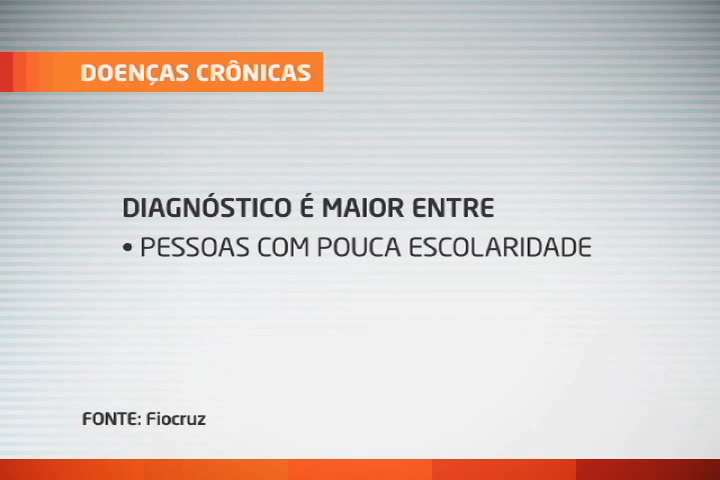 DOENÇAS CRÔNICAS
DIAGNÓSTICO É MAIOR ENTRE
• PESSOAS COM POUCA ESCOLARIDADE
FONTE: Fiocruz